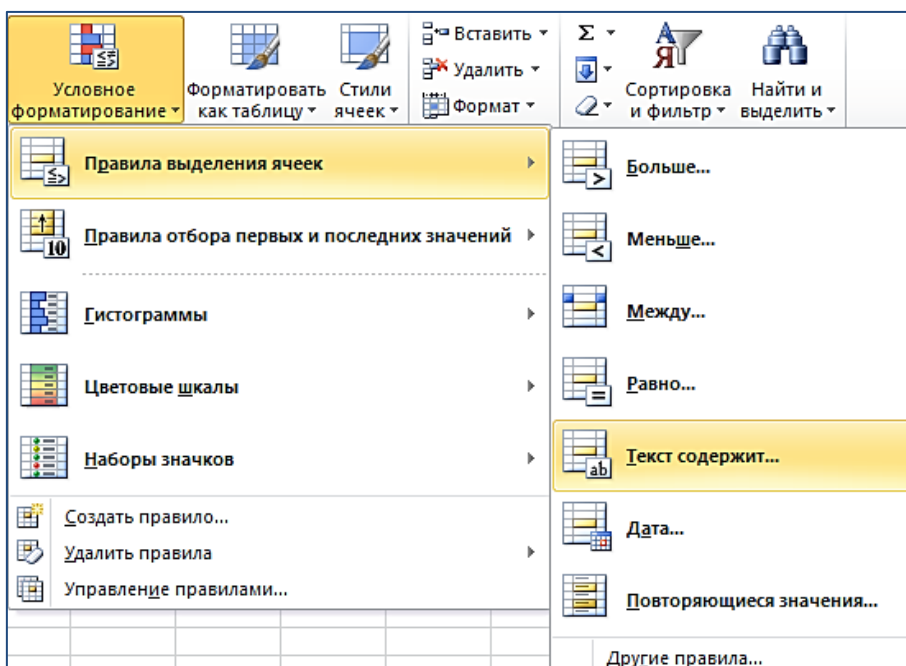 Условное форматирование
Форматировать как таблицу
Стили ячеек
Вставить
Удалить
Формат
Σ
Сортировка и фильтр
Найти и выделить
Правила выделения ячеек
Правила отбора первых и последних значений
Гистограммы
Цветовые шкалы
Наборы значков
Создать правило...
Удалить правила
Управление правилами...
Больше...
Меньше...
Между...
Равно...
Текст содержит...
Дата...
Повторяющиеся значения...
Другие правила...